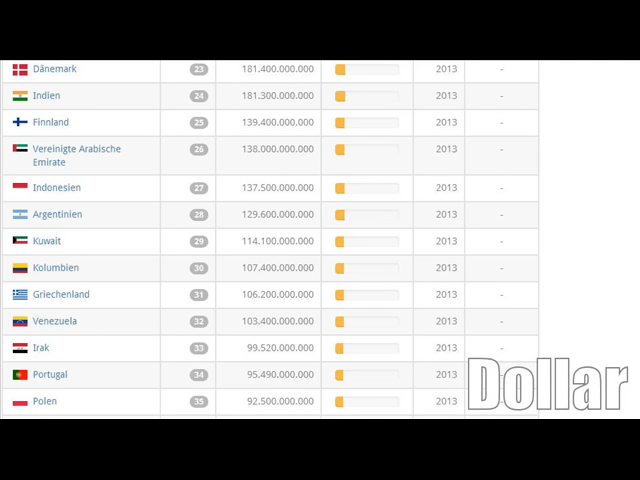 Dänemark 23 181.400.000.000 2013 -
Indien 24 181.300.000.000 2013 -
Finnland 25 139.400.000.000 2013 -
Vereinigte Arabische
Emirate 26 138.000.000.000 2013 -
Indonesien 27 137.500.000.000 2013 -
Argentinien 28 129.600.000.000 2013 -
Kuwait 29 114.100.000.000 2013 -
Kolumbien 30 107.400.000.000 2013 -
Griechenland 31 106.200.000.000 2013 -
Venezuela 32 103.400.000.000 2013 -
Irak 33 99.520.000.000 2013 -
Portugal 34 95.490.000.000 2013 -
Polen 35 92.500.000.000 2013 -
Dollar